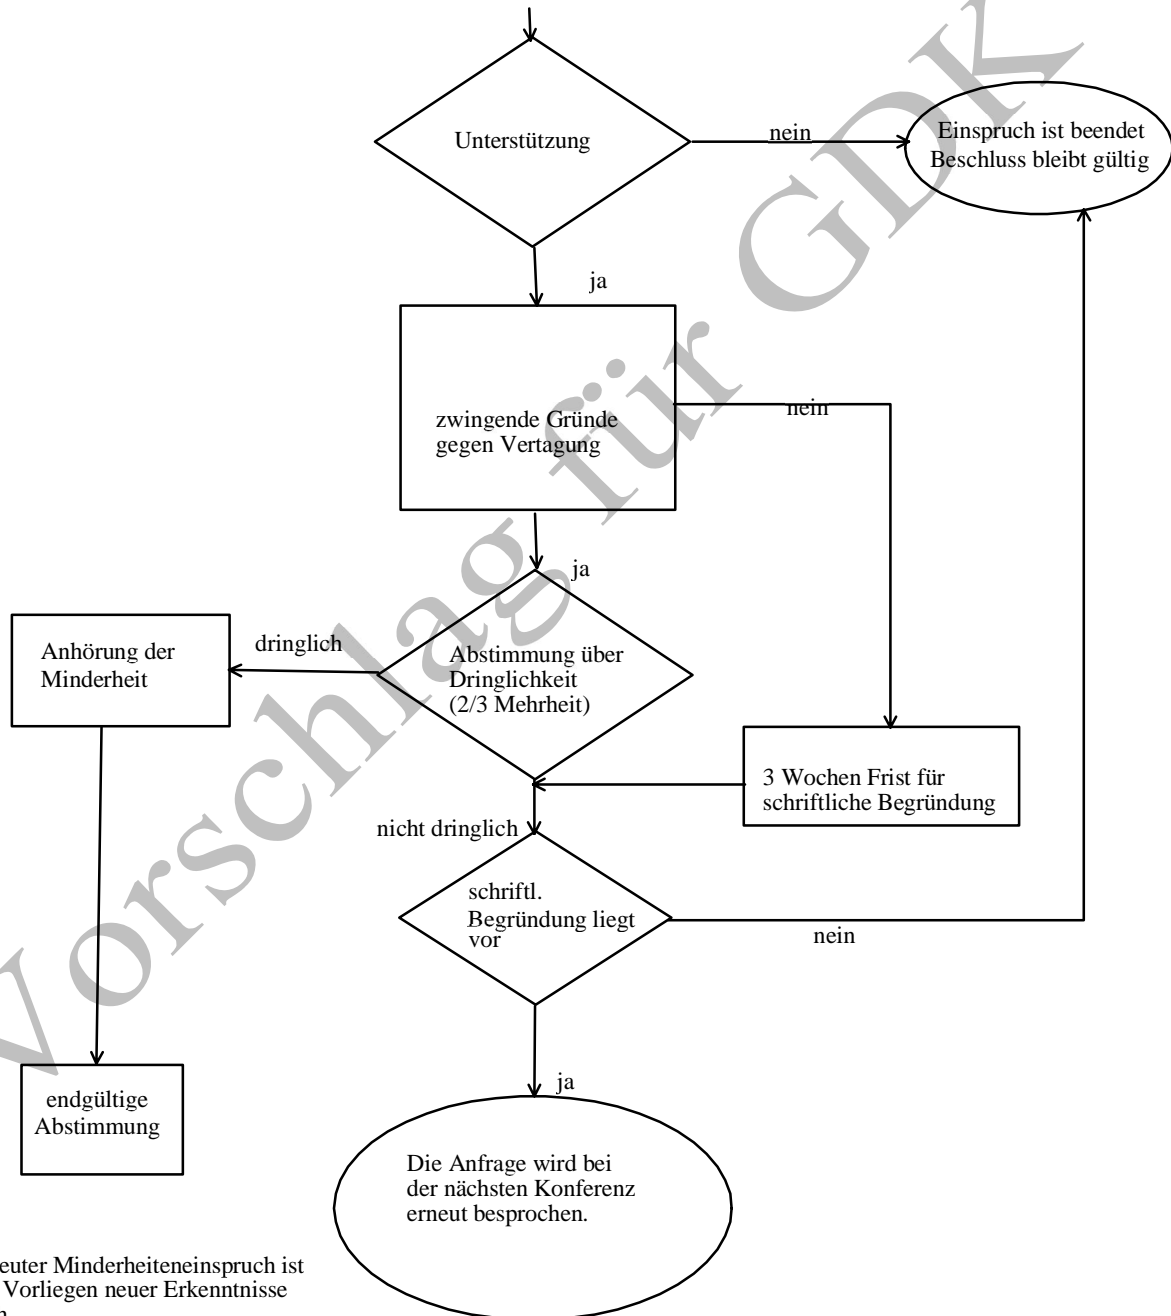 Unterstützung
nein
Einspruch ist beendet
Beschluss bleibt gültig
ja
zwingende Gründe
gegen Vertagung
nein
ja
Anhörung der
Minderheit
dringlich
Abstimmung über
Dringlichkeit
(2/3 Mehrheit)
3 Wochen Frist für
schriftliche Begründung
nicht dringlich
schriftl.
Begründung liegt
vor
nein
endgültige
Abstimmung
ja
Die Anfrage wird bei
der nächsten Konferenz
erneut besprochen.
Minderheiteneinspruch ist
Vorliegen neuer Erkenntnisse
Vorschlag für GDK